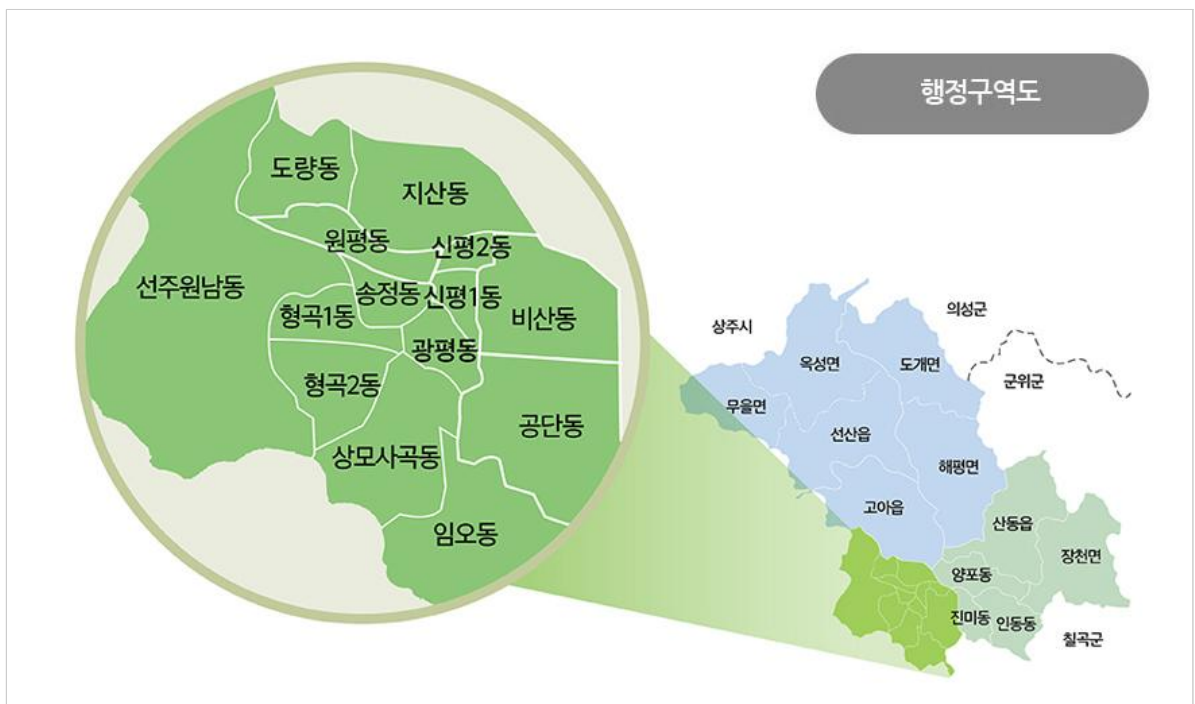 행정구역도
도량동
지산동
원평동
신평2동
선주원남동
송정동
신평1동
형곡1동
비산동
광평동
형곡2동
공단동
상모사곡동
임오동
의성군
상주시
옥성면
도개면
군위군
무을면
선산읍
해평면
고아읍
산동읍
장천면
양포동
진미동
인동동
칠곡군